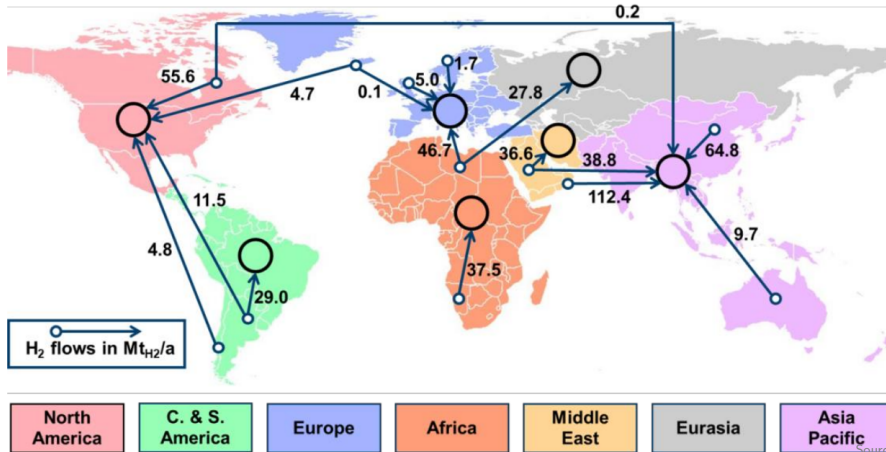 0.2
55.6
4.7
0.1
5.0
1.7
27.8
46.7
36.6
38.8
64.8
112.4
11.5
4.8
9.7
29.0
37.5
H2 flows in MtH2/a
North
America
C. & S.
America
Europe
Africa
Middle
East
Eurasia
Asia
Pacific